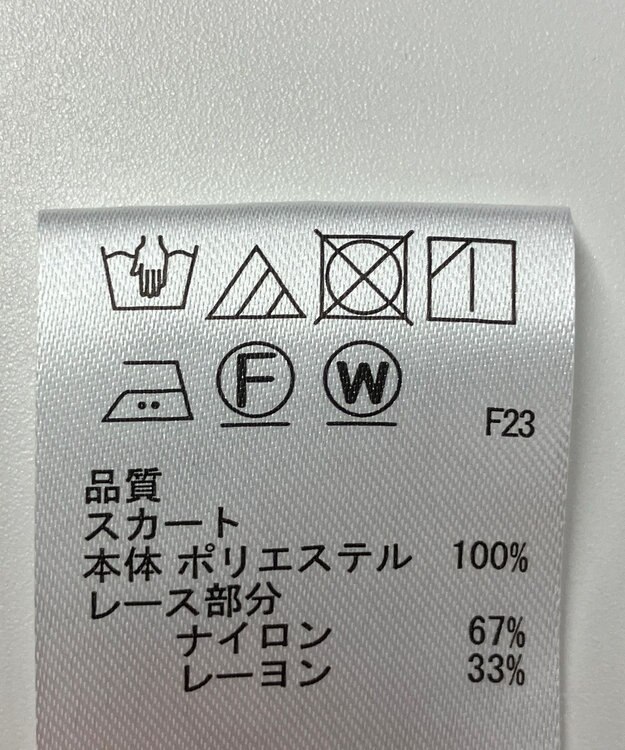 F W
F23
品質
スカート
本体 ポリエステル 100%
レース部分
ナイロン 67%
レーヨン 33%